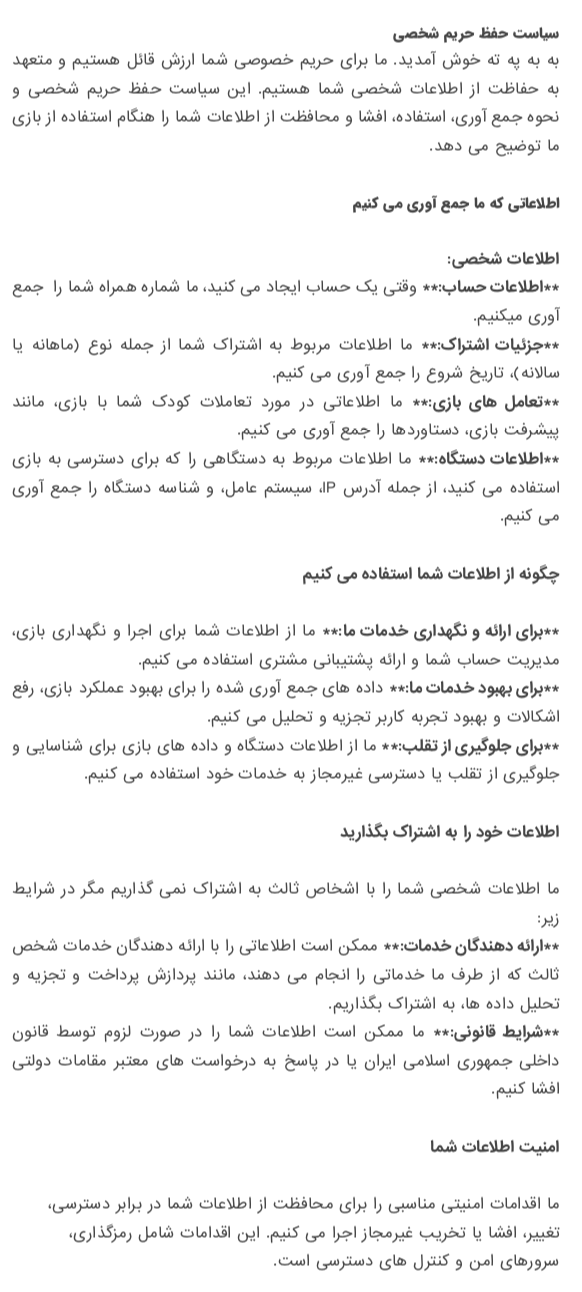 سیاست حفظ حریم شخصی
به به په ته خوش آمدید. ما برای حریم خصوصی شما ارزش قائل هستیم و متعهد
به حفاظت از اطلاعات شخصی شما هستیم. این سیاست حفظ حریم شخصی و
نحوه جمع آوری، استفاده، افشا و محافظت از اطلاعات شما را هنگام استفاده از بازی
ما توضیح می دهد.
اطلاعاتی که ما جمع آوری می کنیم
اطلاعات شخصی:
**اطلاعات حساب:** وقتی یک حساب ایجاد می کنید، ما شماره همراه شما را جمع
آوری میکنیم.
**جزئیات اشتراک:** ما اطلاعات مربوط به اشتراک شما از جمله نوع (ماهانه یا
سالانه)، تاریخ شروع را جمع آوری می کنیم.
**تعامل های بازی:** ما اطلاعاتی در مورد تعاملات کودک شما با بازی، مانند
پیشرفت بازی، دستاوردها را جمع آوری می کنیم.
**اطلاعات دستگاه:** ما اطلاعات مربوط به دستگاهی را که برای دسترسی به بازی
استفاده می کنید، از جمله آدرس IP، سیستم عامل، و شناسه دستگاه را جمع آوری
می کنیم.
چگونه از اطلاعات شما استفاده می کنیم
**برای ارائه و نگهداری خدمات ما:** ما از اطلاعات شما برای اجرا و نگهداری بازی،
مدیریت حساب شما و ارائه پشتیبانی مشتری استفاده می کنیم.
**برای بهبود خدمات ما:** داده های جمع آوری شده را برای بهبود عملکرد بازی، رفع
اشکالات و بهبود تجربه کاربر تجزیه و تحلیل می کنیم.
**برای جلوگیری از تقلب:** ما از اطلاعات دستگاه و داده های بازی برای شناسایی و
جلوگیری از تقلب یا دسترسی غیرمجاز به خدمات خود استفاده می کنیم.
اطلاعات خود را به اشتراک بگذارید
ما اطلاعات شخصی شما را با اشخاص ثالث به اشتراک نمی گذاریم مگر در شرایط
زیر:
**ارائه دهندگان خدمات:** ممکن است اطلاعاتی را با ارائه دهندگان خدمات شخص
ثالث که از طرف ما خدماتی را انجام می دهند، مانند پردازش پرداخت و تجزیه و
تحلیل داده ها، به اشتراک بگذاریم.
**شرایط قانونی:** ما ممکن است اطلاعات شما را در صورت لزوم توسط قانون
داخلی جمهوری اسلامی ایران یا در پاسخ به درخواست های معتبر مقامات دولتی
افشا کنیم.
امنیت اطلاعات شما
ما اقدامات امنیتی مناسبی را برای محافظت از اطلاعات شما در برابر دسترسی،
تغییر، افشا یا تخریب غیرمجاز اجرا می کنیم. این اقدامات شامل رمزگذاری،
سرورهای امن و کنترل های دسترسی است.